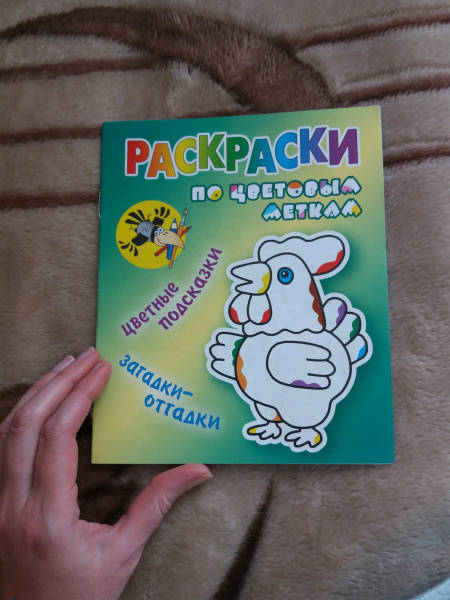 РАСКРАСКИ
ПО ЦВЕТОВЫМ
МЕТКАМ
ЦВЕТНЫЕ
ПОДСКАЗКИ
ЗАГАДКИ-
ОТГАДКИ